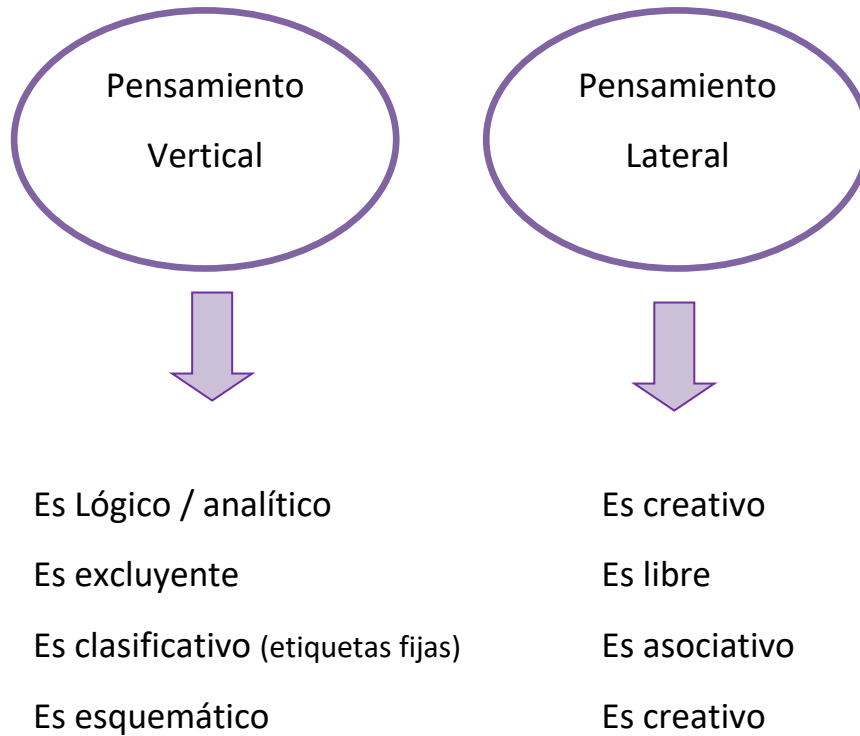 Pensamiento
Vertical
Pensamiento
Lateral
Es Lógico / analítico
Es excluyente
Es clasificativo (etiquetas fijas)
Es esquemático
Es creativo
Es libre
Es asociativo
Es creativo